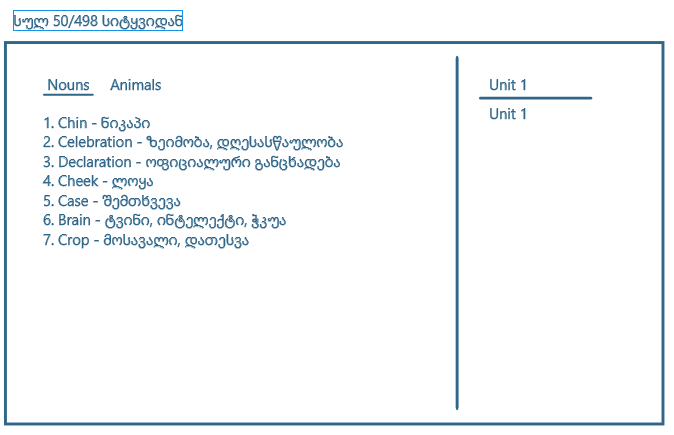 სულ 50/498 სიტყვიდან
Nouns Animals
1. Chin - ნიკაპი
2. Celebration - ზეიმობა, დღესასწაულობა
3. Declaration - ოფიციალური განცხადება
4. Cheek - ლოყა
5. Case - შემთხვევა
6. Brain - ტვინი, ინტელექტი, ჭკუა
7. Crop - მოსავალი, დათესვა
Unit 1
Unit 1